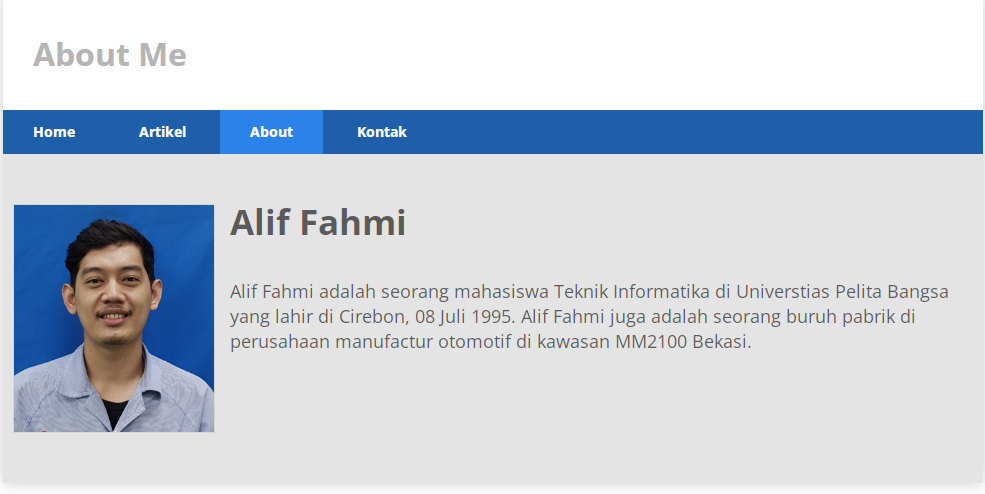 About Me
Home Artikel About Kontak
Alif Fahmi
Alif Fahmi adalah seorang mahasiswa Teknik Informatika di Universtias Pelita Bangsa
yang lahir di Cirebon, 08 Juli 1995. Alif Fahmi juga adalah seorang buruh pabrik di
perusahaan manufactur otomotif di kawasan MM2100 Bekasi.